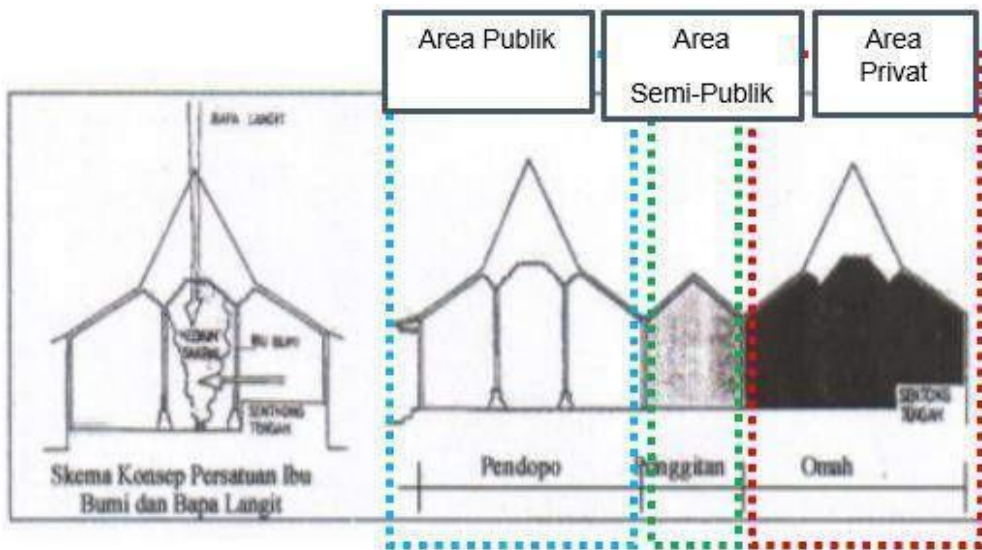 Area Publik
Area
Semi-Publik
Area
Privat
BAPA LANGIT
IBU BUMI
SENTHONG
TENGAH
SENTONG
TENGAH
Pendopo
Omah
Skema Konsep Persatuan Ibu
Bumi dan Bapa Langit